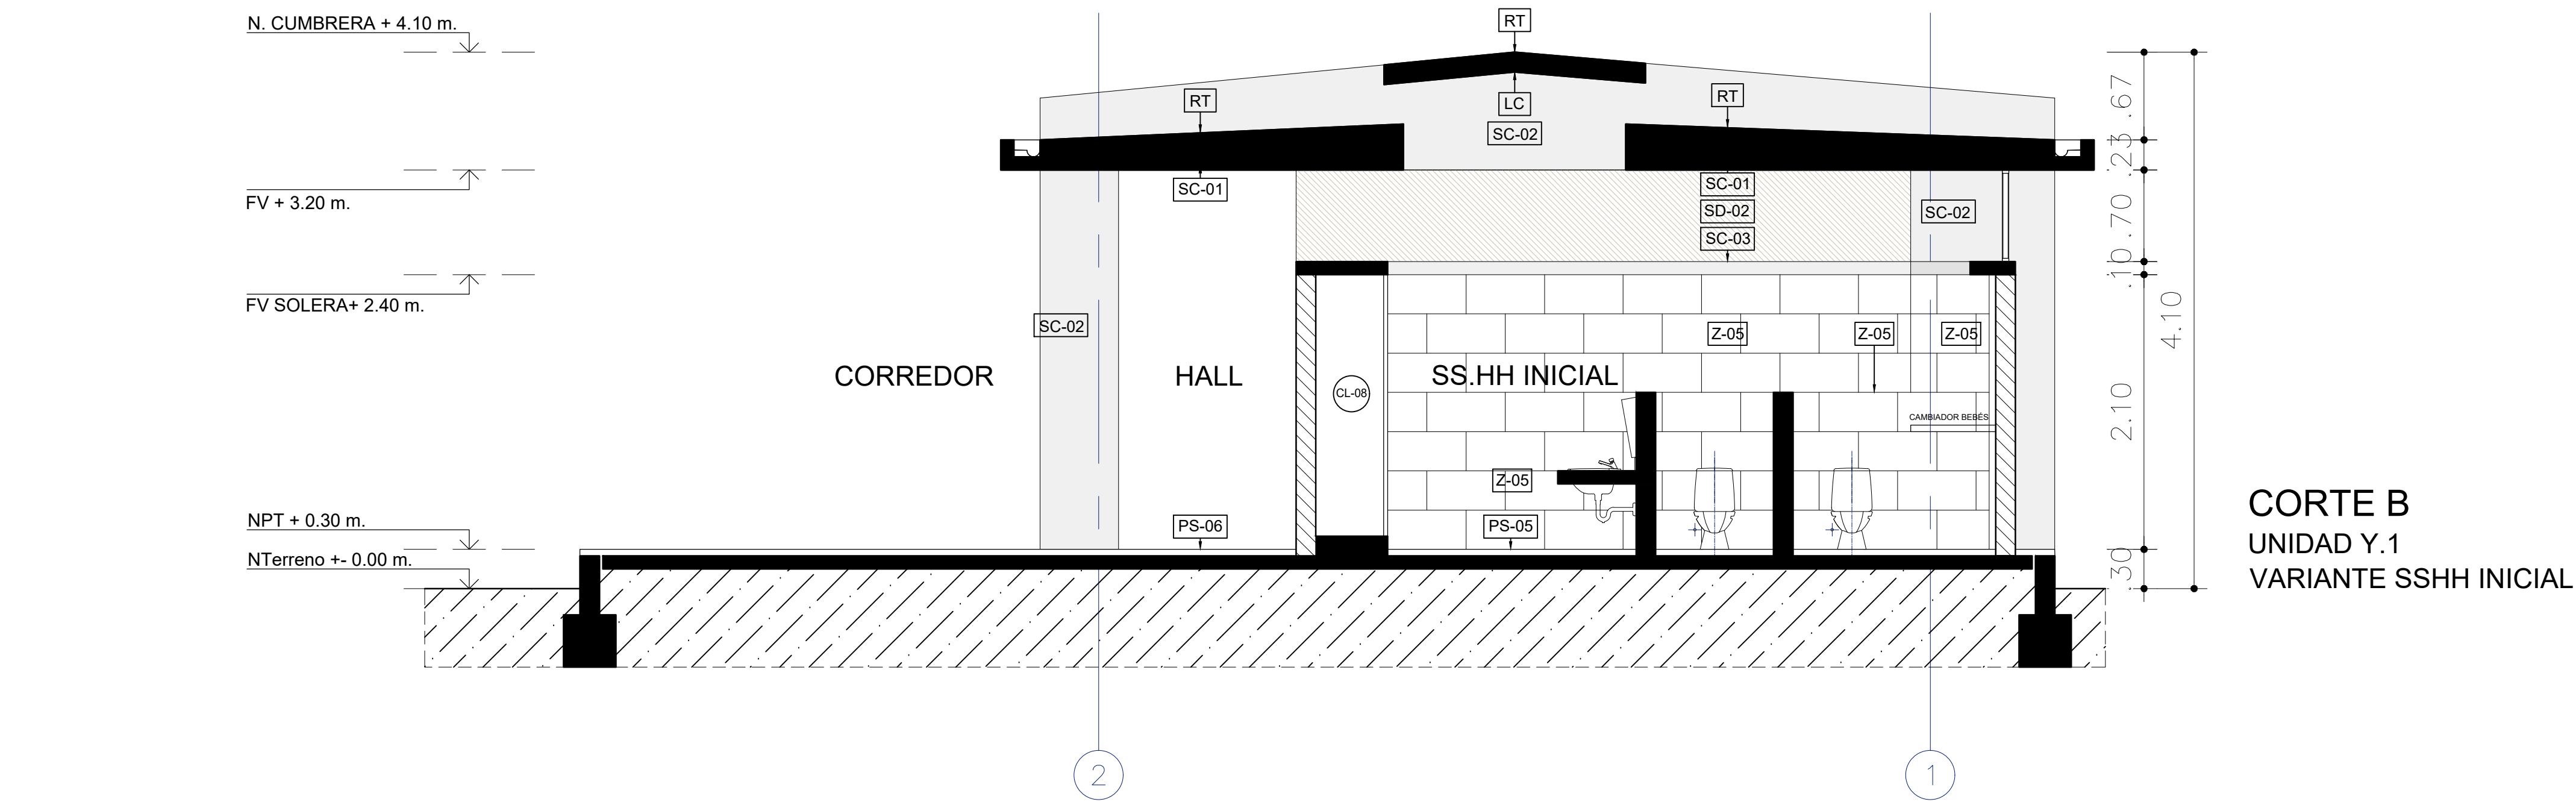 N. CUMBRERA + 4.10 m.
FV + 3.20 m.
FV SOLERA+ 2.40 m.
NPT + 0.30 m.
NTerreno +- 0.00 m.
RT
RT
LC
RT
SC-02
SC-01
SC-01
SD-02
SC-03
SC-02
SC-02
Z-05
Z-05
Z-05
CORREDOR
HALL
SS.HH INICIAL
CL-08
CAMBIADOR BEBÉS
Z-05
PS-06
PS-05
.67
.23
.70
.10
2.10
.30
4.10
CORTE B
UNIDAD Y.1
VARIANTE SSHH INICIAL
2
1